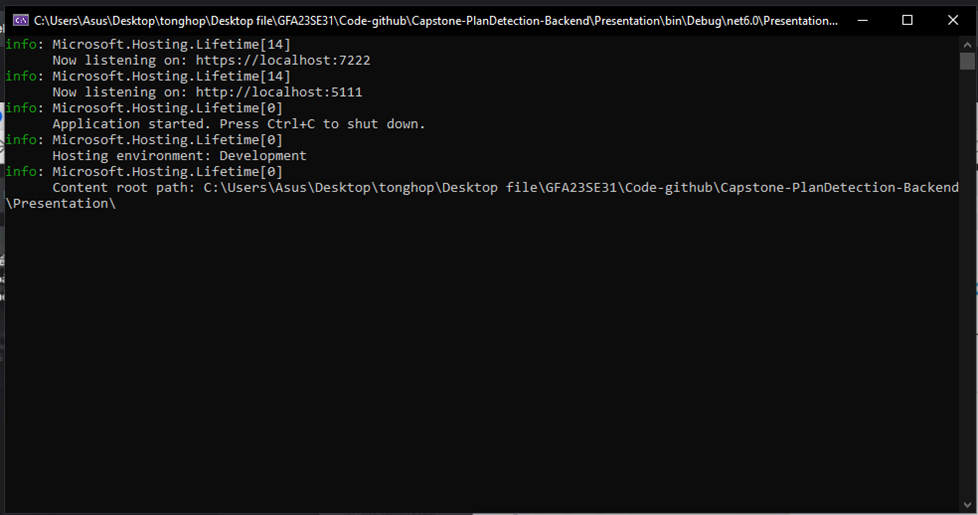 C:\Users\Asus\Desktop\tonghop\Desktop file\GFA23SE31\Code-github\Capstone-PlanDetection-Backend\Presentation\bin\Debug\net6.0\Presentation...
info: Microsoft.Hosting.Lifetime[14]
Now listening on: https://localhost:7222
info: Microsoft.Hosting.Lifetime[14]
Now listening on: http://localhost:5111
info: Microsoft.Hosting.Lifetime[0]
Application started. Press Ctrl+C to shut down.
info: Microsoft.Hosting.Lifetime[0]
Hosting environment: Development
info: Microsoft.Hosting.Lifetime[0]
Content root path: C:\Users\Asus\Desktop\tonghop\Desktop file\GFA23SE31\Code-github\Capstone-PlanDetection-Backend
\Presentation\